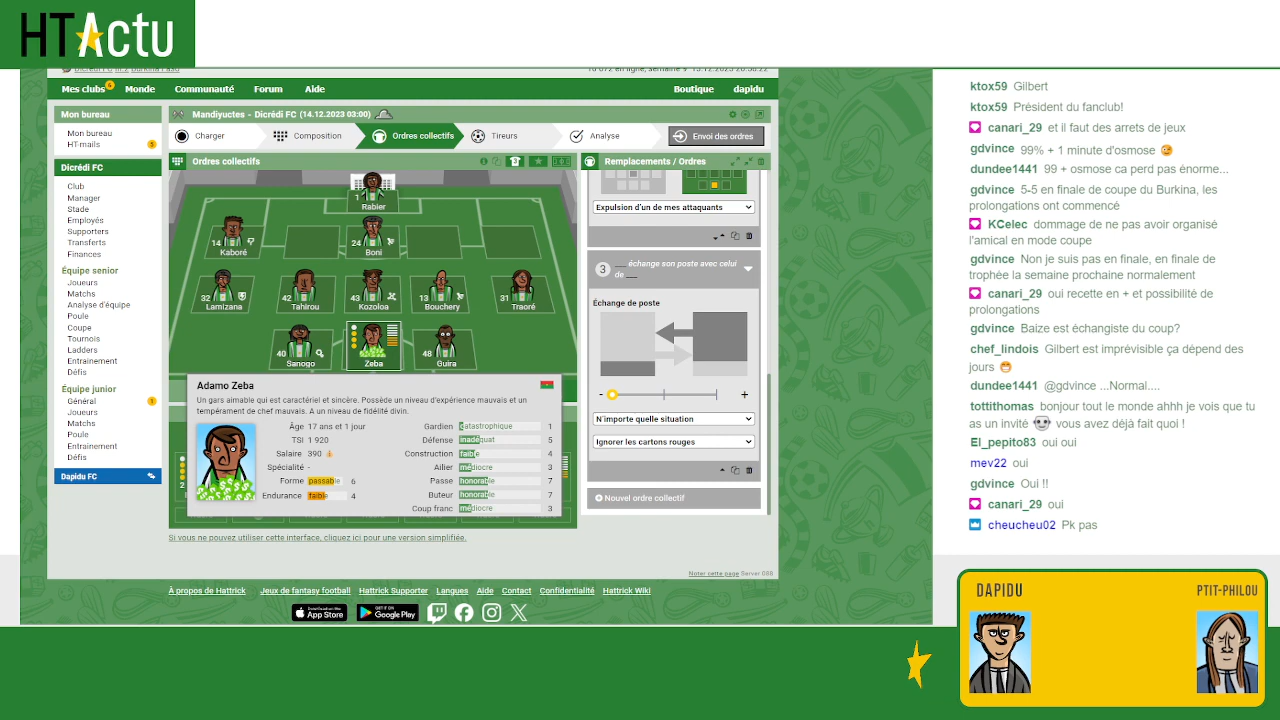 HTActu
Mes clubs
Monde
Communauté
Forum
Aide
Boutique
dapidu
Mon bureau
Mon bureau
HT-mails
5
Dicrédi FC
Club
Manager
Stade
Employés
Supporters
Transferts
Finances
Équipe senior
Joueurs
Matchs
Analyse d'équipe
Poule
Coupe
Tournois
Ladders
Entrainement
Défis
Équipe junior
Général
Joueurs
Matchs
Poule
Entrainement
Défis
Dapidu FC
Mandiyuctes - Dicrédi FC (14.12.2023 03:00)
Charger
Composition
Ordres collectifs
Tireurs
Analyse
Envoi des ordres
Ordres collectifs
1
Rabier
14
Kaboré
24
Boni
32
Lamizana
42
Tahirou
43
Kozoloa
13
Bouchery
31
Traoré
40
Sanogo
Zeba
48
Guira
Adamo Zeba
Un gars aimable qui est caractériel et sincère. Possède un niveau d'expérience mauvais et un
tempérament de chef mauvais. A un niveau de fidélité divin.
Âge 17 ans et 1 jour
TSI 1 920
Salaire 390
Spécialité -
Forme passable 6
Endurance faible 4
Gardien catastrophique 1
Défense inadéquat 5
Construction faible 4
Ailier médiocre 3
Passe honorable 7
Buteur honorable 7
Coup franc médiocre 3
Si vous ne pouvez utiliser cette interface, cliquez ici pour une version simplifiée.
Remplacements / Ordres
Expulsion d'un de mes attaquants
3
___ échange son poste avec celui
de ___
Échange de poste
- +
N'importe quelle situation
Ignorer les cartons rouges
Nouvel ordre collectif
Noter cette page Server 088
À propos de Hattrick
Jeux de fantasy football
Hattrick Supporter
Langues
Aide
Contact
Confidentialité
Hattrick Wiki
Download on the
App Store
GET IT ON
Google Play
ktox59 Gilbert
ktox59 Président du fanclub!
canari_29 et il faut des arrets de jeux
gdvince 99% + 1 minute d'osmose
dundee1441 99 + osmose ca perd pas énorme...
gdvince 5-5 en finale de coupe du Burkina, les
prolongations ont commencé
KCelec dommage de ne pas avoir organisé
l'amical en mode coupe
gdvince Non je suis pas en finale, en finale de
trophée la semaine prochaine normalement
canari_29 oui recette en + et possibilité de
prolongations
gdvince Baize est échangiste du coup?
chef_lindois Gilbert est imprévisible ça dépend des
jours
dundee1441 @gdvince ...Normal....
tottithomas bonjour tout le monde ahhh je vois que tu
as un invité vous avez déjà fait quoi !
El_pepito83 oui oui
mev22 oui
gdvince Oui !!
canari_29 oui
cheucheu02 Pk pas
DAPIDU
PTIT-PHILOU